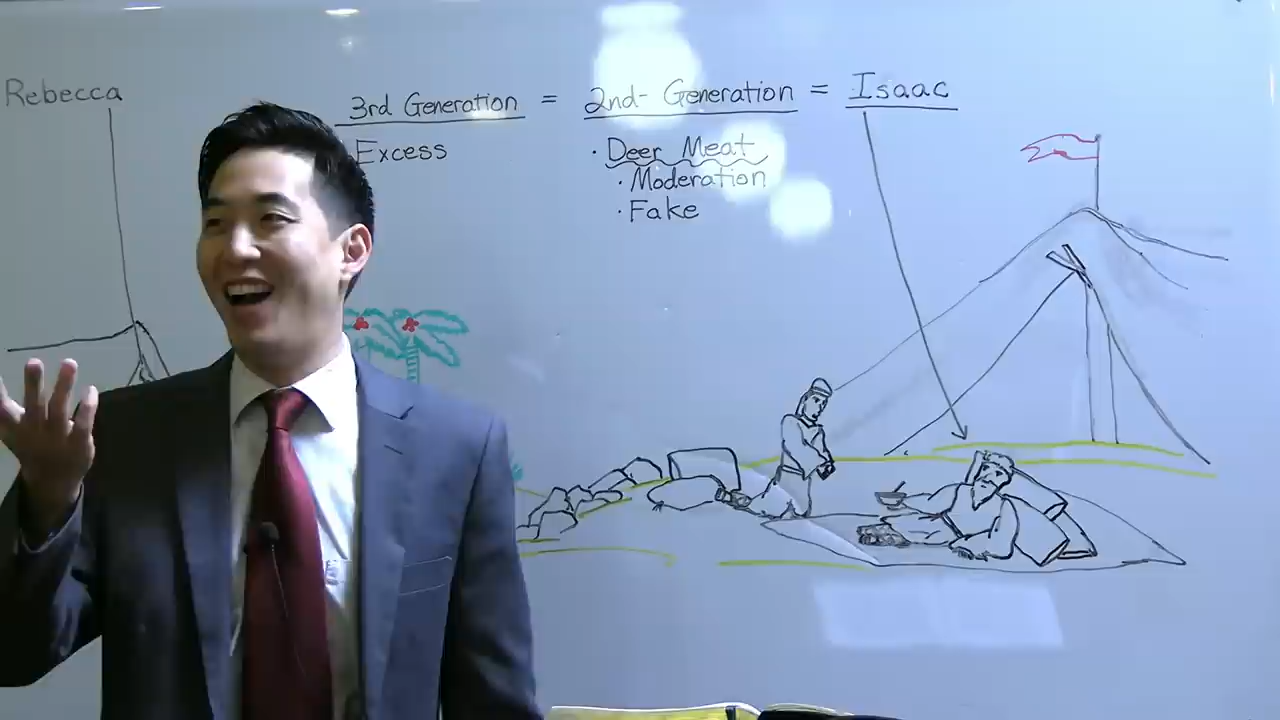 Rebecca
3rd Generation = 2nd- Generation = Isaac
Excess
· Deer Meat
· Moderation
· Fake